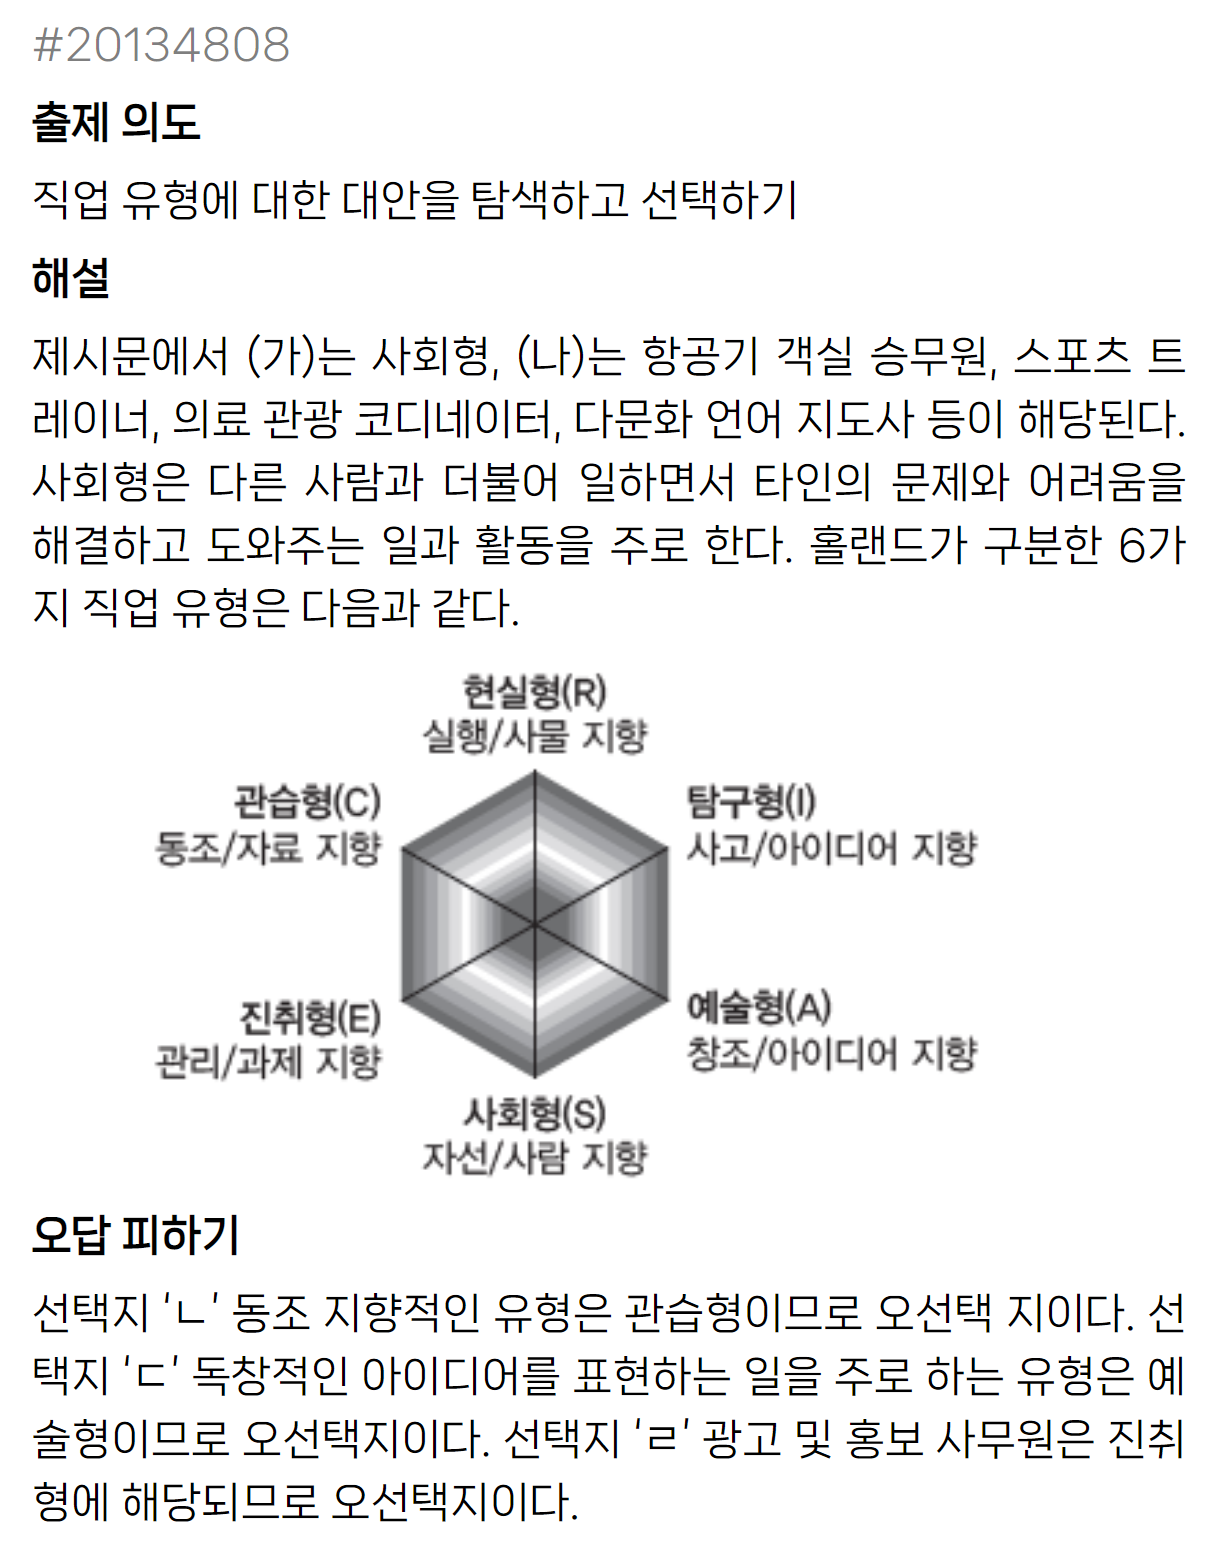 #20134808
출제 의도
직업 유형에 대한 대안을 탐색하고 선택하기
해설
제시문에서 (가)는 사회형, (나)는 항공기 객실 승무원, 스포츠 트
레이너, 의료 관광 코디네이터, 다문화 언어 지도사 등이 해당된다.
사회형은 다른 사람과 더불어 일하면서 타인의 문제와 어려움을
해결하고 도와주는 일과 활동을 주로 한다. 홀랜드가 구분한 6가
지 직업 유형은 다음과 같다.
현실형(R)
실행/사물 지향
관습형(C)
동조/자료 지향
탐구형(I)
사고/아이디어 지향
진취형(E)
관리/과제 지향
예술형(A)
창조/아이디어 지향
사회형(S)
자선/사람 지향
오답 피하기
선택지 ‘ㄴ’ 동조 지향적인 유형은 관습형이므로 오선택 지이다. 선
택지 ‘ㄷ’ 독창적인 아이디어를 표현하는 일을 주로 하는 유형은 예
술형이므로 오선택지이다. 선택지 ‘ㄹ’ 광고 및 홍보 사무원은 진취
형에 해당되므로 오선택지이다.